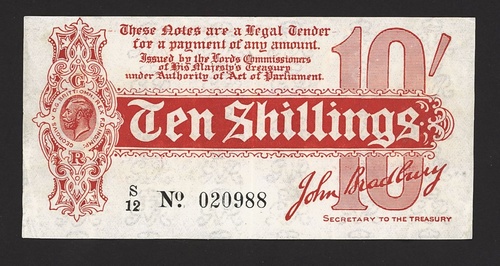 These Notes are a Legal Tender
for a payment of any amount.
Issued by the Lords Commissioners
of His Majesty's Treasury
under Authority of Act of Parliament.
10/
G
R
Ten Shillings
S/12 No. 020988
10
John Bradbury
SECRETARY TO THE TREASURY